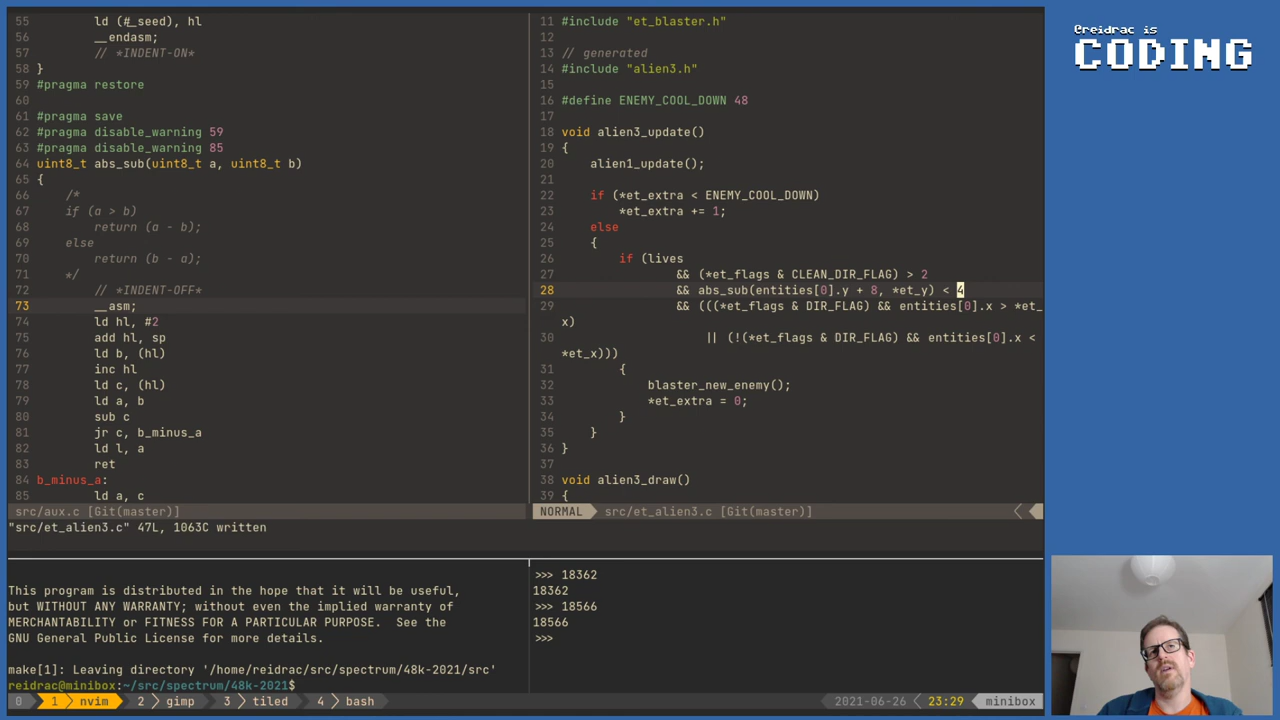 55 ld (#_seed), hl
56 __endasm;
57 // *INDENT-ON*
58 }
59 #pragma restore
60
61 #pragma save
62 #pragma disable_warning 59
63 #pragma disable_warning 85
64 uint8_t abs_sub(uint8_t a, uint8_t b)
65 {
66 /*
67 if (a > b)
68 return (a - b);
69 else
70 return (b - a);
71 */
72 // *INDENT-OFF*
73 __asm;
74 ld hl, #2
75 add hl, sp
76 ld b, (hl)
77 inc hl
78 ld c, (hl)
79 ld a, b
80 sub c
81 jr c, b_minus_a
82 ld l, a
83 ret
84 b_minus_a:
85 ld a, c
src/aux.c [Git(master)]
"src/et_alien3.c" 47L, 1063C written
11 #include "et_blaster.h"
12
13 // generated
14 #include "alien3.h"
15
16 #define ENEMY_COOL_DOWN 48
17
18 void alien3_update()
19 {
20 alien1_update();
21
22 if (*et_extra < ENEMY_COOL_DOWN)
23 *et_extra += 1;
24 else
25 {
26 if (lives
27 && (*et_flags & CLEAN_DIR_FLAG) > 2
28 && abs_sub(entities[0].y + 8, *et_y) < 4
29 && (((*et_flags & DIR_FLAG) && entities[0].x > *et_
x)
30 || (!(*et_flags & DIR_FLAG) && entities[0].x <
*et_x)))
31 {
32 blaster_new_enemy();
33 *et_extra = 0;
34 }
35 }
36 }
37
38 void alien3_draw()
39 {
NORMAL src/et_alien3.c [Git(master)]
This program is distributed in the hope that it will be useful,
but WITHOUT ANY WARRANTY; without even the implied warranty of
MERCHANTABILITY or FITNESS FOR A PARTICULAR PURPOSE. See the
GNU General Public License for more details.
make[1]: Leaving directory '/home/reidrac/src/spectrum/48k-2021/src'
reidrac@minibox:~/src/spectrum/48k-2021$
>>> 18362
18362
>>> 18566
18566
>>>
0 1 nvim 2 gimp 3 tiled 4 bash 2021-06-26 23:29 minibox
@reidrac is
CODING